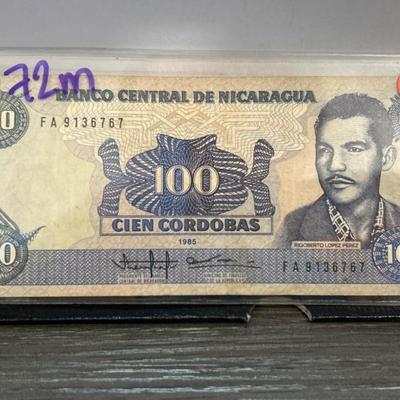 72m
BANCO CENTRAL DE NICARAGUA
FA 9136767
100
CIEN CORDOBAS
1985
RIGOBERTO LOPEZ PEREZ
FA 9136767